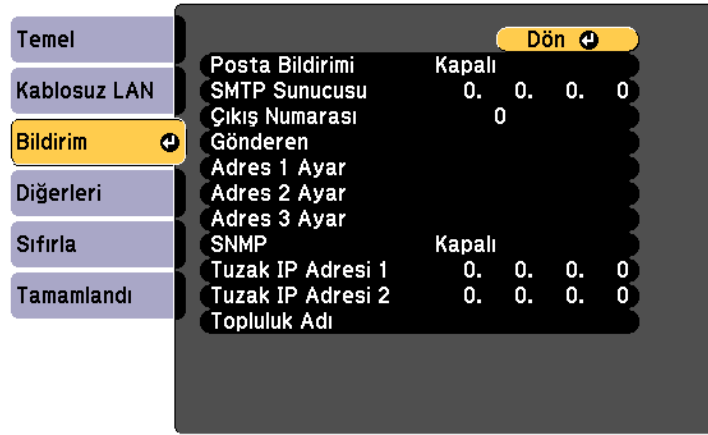 Temel
Kablosuz LAN
Bildirim
Diğerleri
Sıfırla
Tamamlandı
Dön
Posta Bildirimi Kapalı
SMTP Sunucusu 0. 0. 0. 0
Çıkış Numarası 0
Gönderen
Adres 1 Ayar
Adres 2 Ayar
Adres 3 Ayar
SNMP Kapalı
Tuzak IP Adresi 1 0. 0. 0. 0
Tuzak IP Adresi 2 0. 0. 0. 0
Topluluk Adı